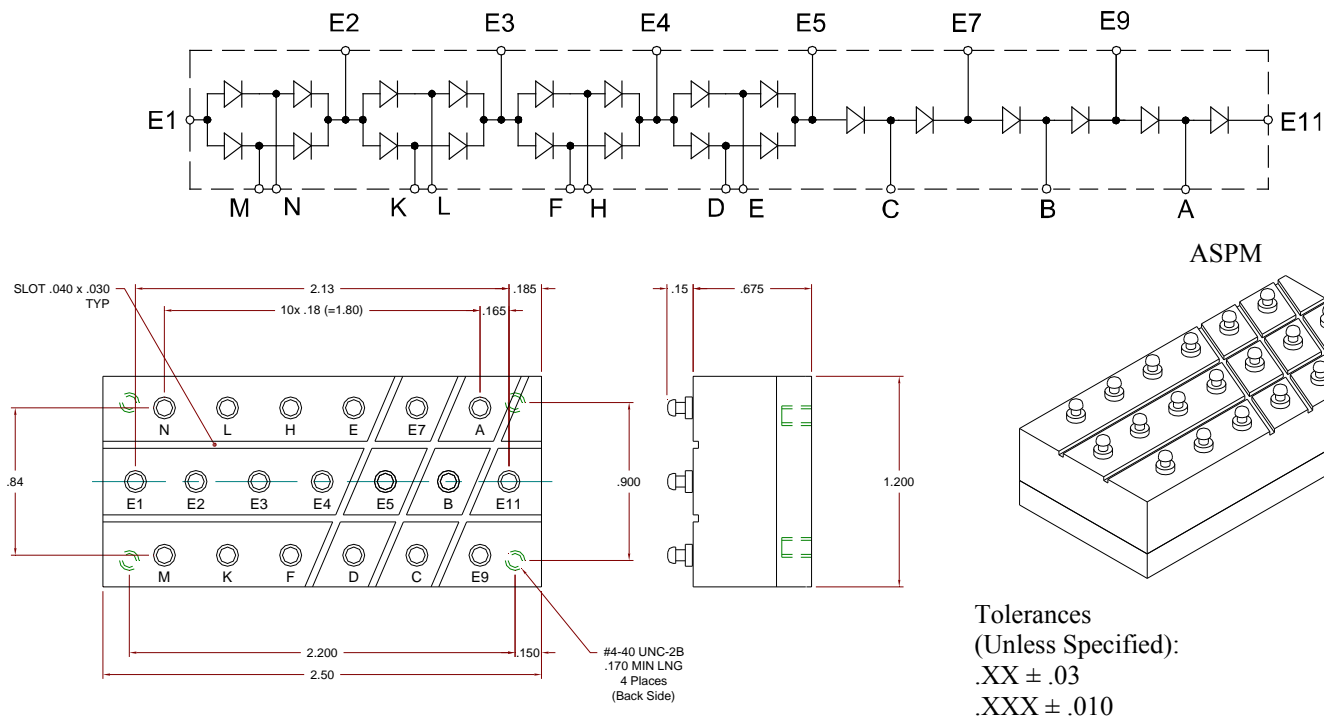 E2 E3 E4 E5 E7 E9
E1 E11
M N K L F H D E C B A
ASPM
SLOT .040 x .030
TYP
2.13 .185
10x .18 (=1.80) .165
.15 .675
N L H E E7 A
.84
E1 E2 E3 E4 E5 B E11
.900
1.200
M K F D C E9
2.200 .150
2.50
#4-40 UNC-2B
.170 MIN LNG
4 Places
(Back Side)
Tolerances
(Unless Specified):
.XX ± .03
.XXX ± .010